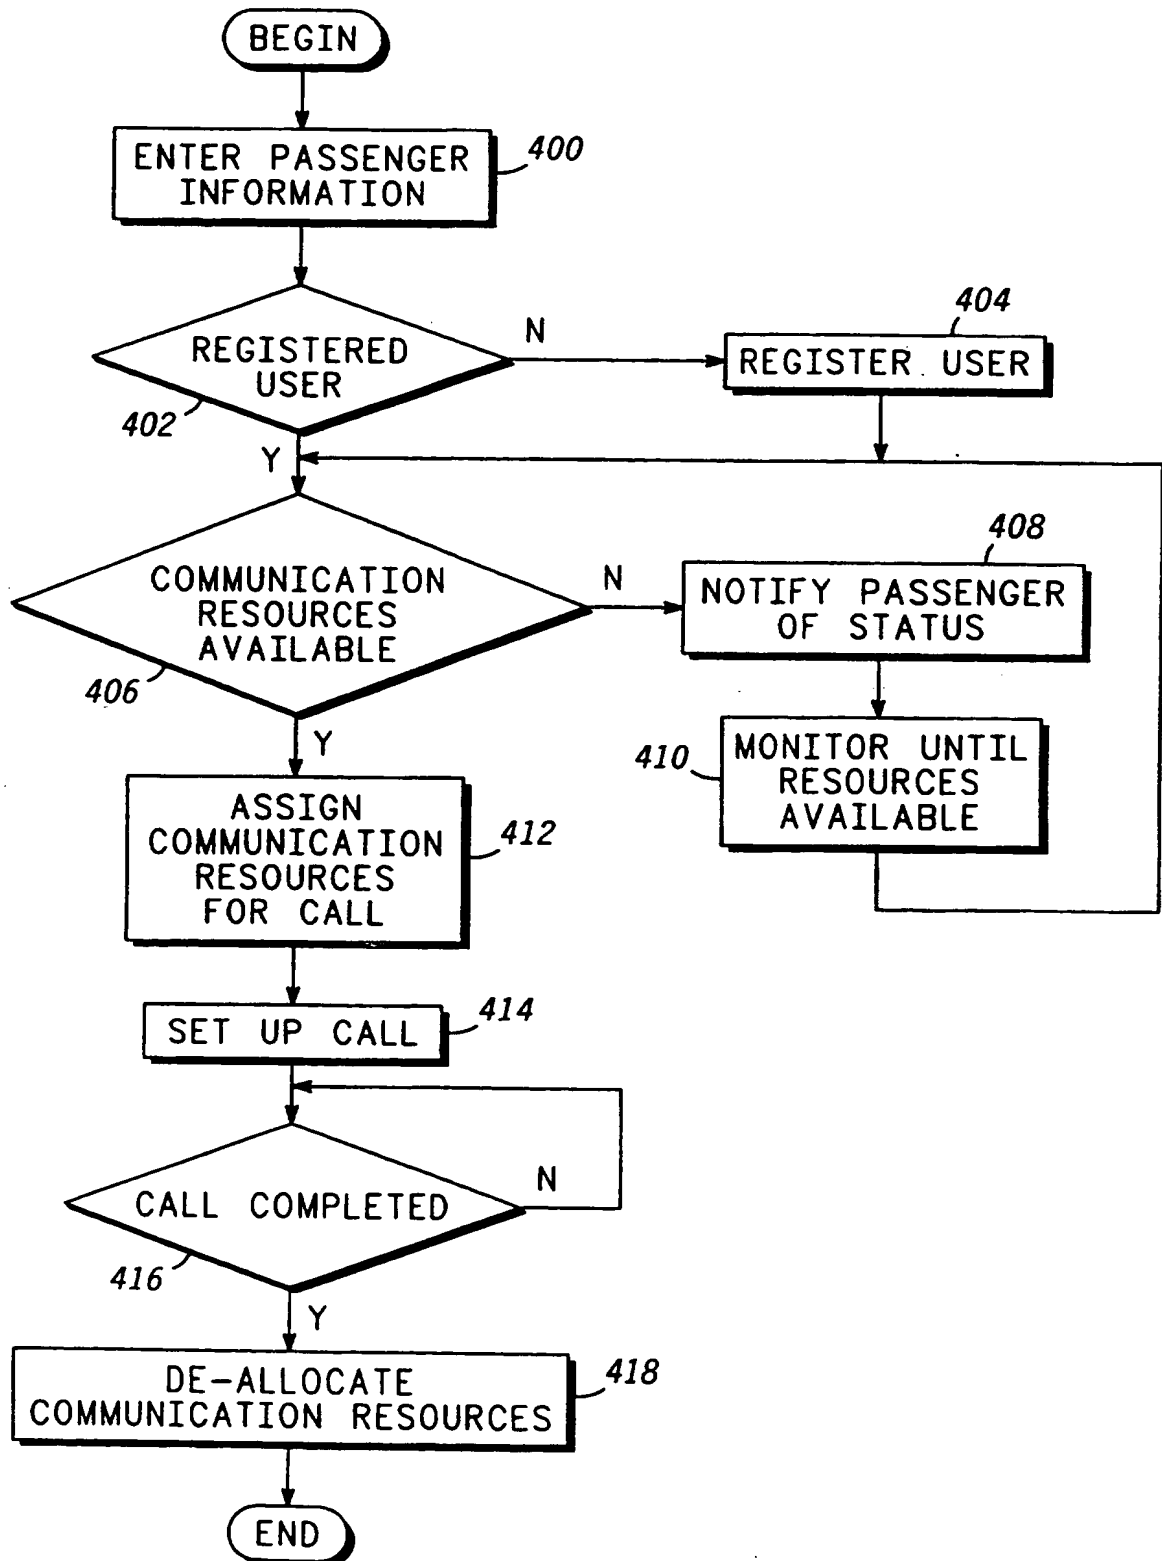 BEGIN
ENTER PASSENGER
INFORMATION
400
REGISTERED
USER
402
N
404
REGISTER USER
Y
COMMUNICATION
RESOURCES
AVAILABLE
406
N
408
NOTIFY PASSENGER
OF STATUS
410
MONITOR UNTIL
RESOURCES
AVAILABLE
Y
ASSIGN
COMMUNICATION
RESOURCES
FOR CALL
412
SET UP CALL
414
CALL COMPLETED
416
N
Y
DE-ALLOCATE
COMMUNICATION RESOURCES
418
END